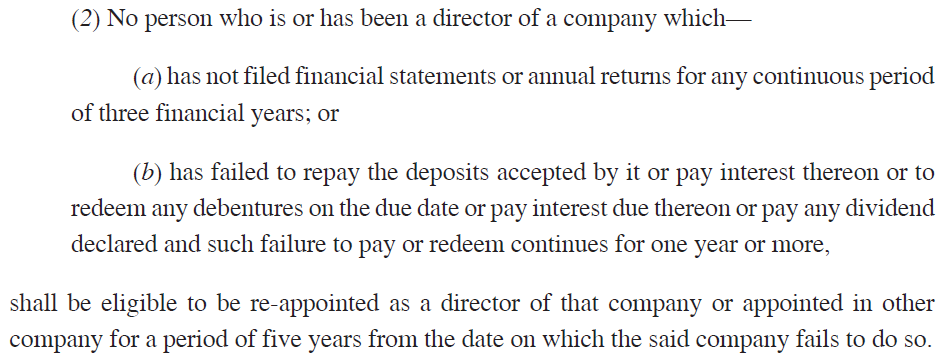 (2) No person who is or has been a director of a company which—
(a) has not filed financial statements or annual returns for any continuous period
of three financial years; or
(b) has failed to repay the deposits accepted by it or pay interest thereon or to
redeem any debentures on the due date or pay interest due thereon or pay any dividend
declared and such failure to pay or redeem continues for one year or more,
shall be eligible to be re-appointed as a director of that company or appointed in other
company for a period of five years from the date on which the said company fails to do so.